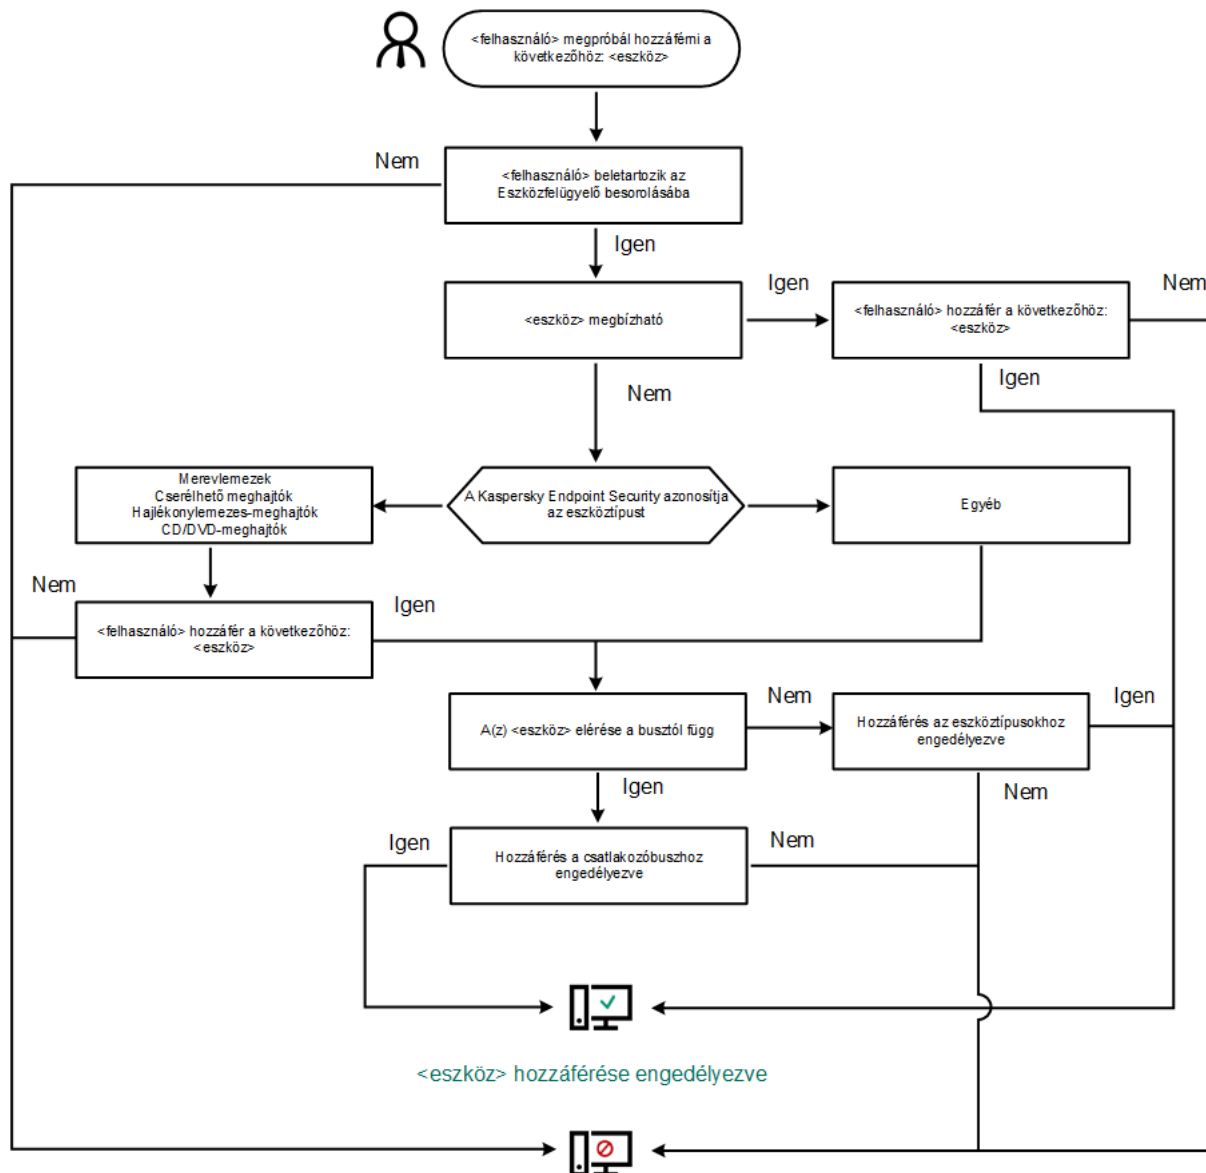 <felhasználó> megpróbál hozzáférni a
következőhöz: <eszköz>
Nem
<felhasználó> beletartozik az
Eszközfelügyelő besorolásába
Igen
<eszköz> megbízható
Igen
<felhasználó> hozzáfér a következőhöz:
<eszköz>
Nem
Igen
Nem
Merevlemezek
Cserélhető meghajtók
Hajlékonylemezes-meghajtók
CD/DVD-meghajtók
A Kaspersky Endpoint Security azonosítja
az eszköztípust
Egyéb
Nem
<felhasználó> hozzáfér a következőhöz:
<eszköz>
Igen
A(z) <eszköz> elérése a busztól függ
Nem
Hozzáférés az eszköztípusokhoz
engedélyezve
Igen
Igen
Nem
Igen
Hozzáférés a csatlakozóbuszhoz
engedélyezve
Nem
<eszköz> hozzáférése engedélyezve